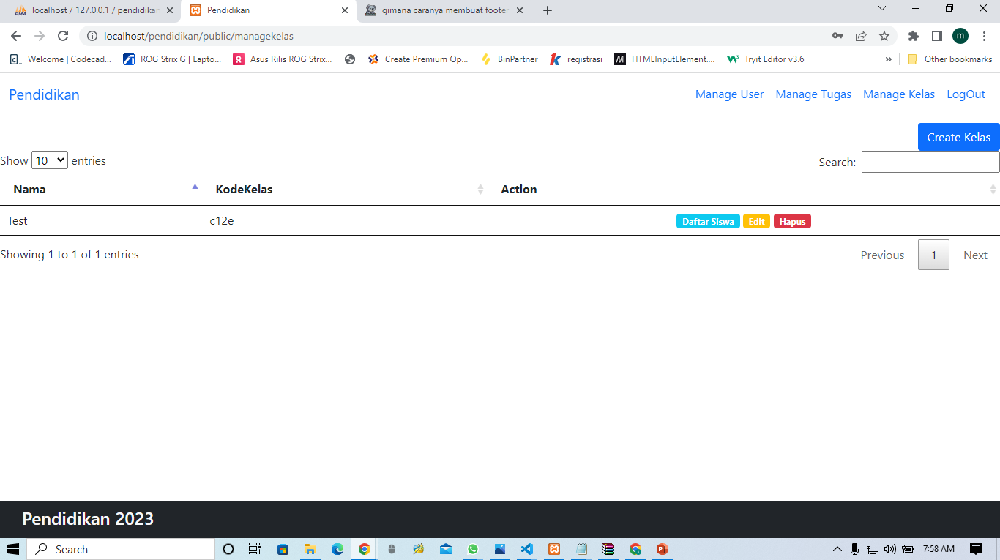 localhost / 127.0.0.1 / pendidikan
Pendidikan
gimana caranya membuat footer
localhost/pendidikan/public/managekelas
m
Welcome | Codecad...
ROG Strix G | Lapto...
Asus Rilis ROG Strix...
Create Premium Op...
BinPartner
registrasi
HTMLInputElement....
Tryit Editor v3.6
»
Other bookmarks
Pendidikan
Manage User
Manage Tugas
Manage Kelas
LogOut
Create Kelas
Show 10 entries
Search:
Nama
KodeKelas
Action
Test
c12e
Daftar Siswa
Edit
Hapus
Showing 1 to 1 of 1 entries
Previous
1
Next
Pendidikan 2023
Search
7:58 AM